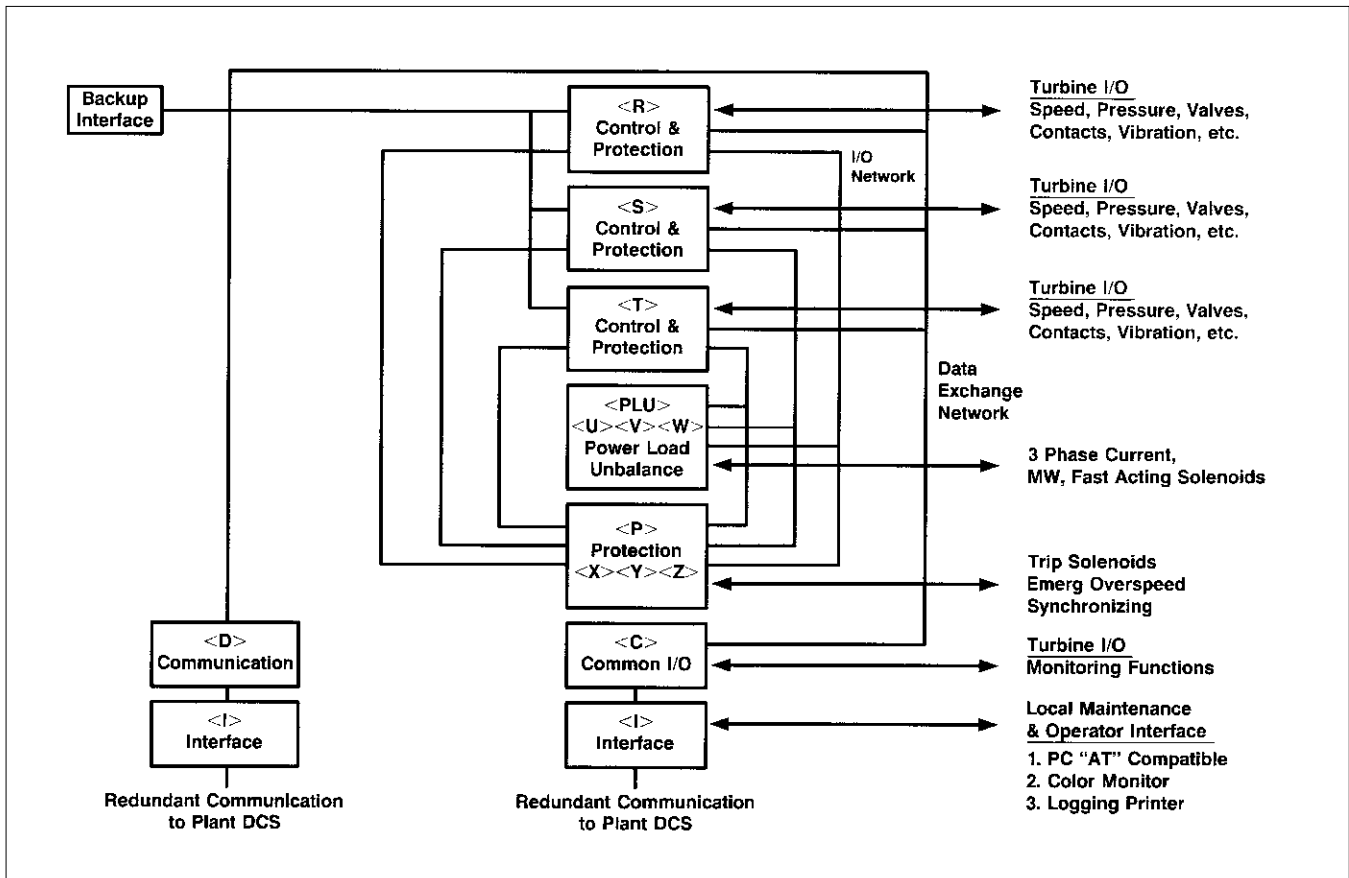 Backup
Interface
<R>
Control &
Protection
Turbine I/O
Speed, Pressure, Valves,
Contacts, Vibration, etc.
I/O
Network
<S>
Control &
Protection
Turbine I/O
Speed, Pressure, Valves,
Contacts, Vibration, etc.
<T>
Control &
Protection
Turbine I/O
Speed, Pressure, Valves,
Contacts, Vibration, etc.
Data
Exchange
Network
<PLU>
<U><V><W>
Power Load
Unbalance
3 Phase Current,
MW, Fast Acting Solenoids
<P>
Protection
<X><Y><Z>
Trip Solenoids
Emerg Overspeed
Synchronizing
<D>
Communication
<C>
Common I/O
Turbine I/O
Monitoring Functions
<I>
Interface
<I>
Interface
Local Maintenance
& Operator Interface
1. PC "AT" Compatible
2. Color Monitor
3. Logging Printer
Redundant Communication
to Plant DCS
Redundant Communication
to Plant DCS